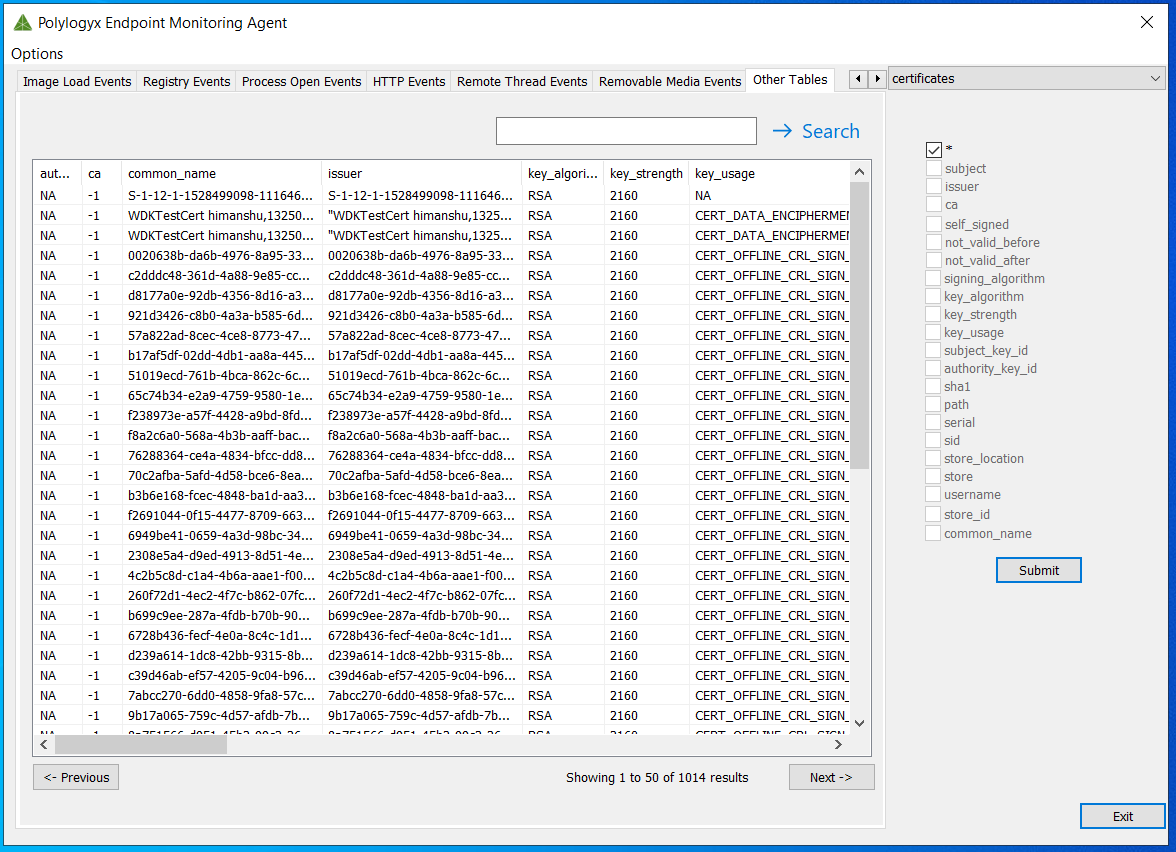 Polylogyx Endpoint Monitoring Agent
Options
Image Load Events Registry Events Process Open Events HTTP Events Remote Thread Events Removable Media Events Other Tables
certificates
Search
aut... ca common_name issuer key_algori... key_strength key_usage
NA -1 S-1-12-1-1528499098-111646... S-1-12-1-1528499098-111646... RSA 2160 NA
NA -1 WDKTestCert himanshu,13250... "WDKTestCert himanshu,1325... RSA 2160 CERT_DATA_ENCIPHERMEN
NA -1 WDKTestCert himanshu,13250... "WDKTestCert himanshu,1325... RSA 2160 CERT_DATA_ENCIPHERMEN
NA -1 0020638b-da6b-4976-8a95-33... 0020638b-da6b-4976-8a95-33... RSA 2160 CERT_OFFLINE_CRL_SIGN_
NA -1 c2dddc48-361d-4a88-9e85-cc... c2dddc48-361d-4a88-9e85-cc... RSA 2160 CERT_OFFLINE_CRL_SIGN_
NA -1 d8177a0e-92db-4356-8d16-a3... d8177a0e-92db-4356-8d16-a3... RSA 2160 CERT_OFFLINE_CRL_SIGN_
NA -1 921d3426-c8b0-4a3a-b585-6d... 921d3426-c8b0-4a3a-b585-6d... RSA 2160 CERT_OFFLINE_CRL_SIGN_
NA -1 57a822ad-8cec-4ce8-8773-47... 57a822ad-8cec-4ce8-8773-47... RSA 2160 CERT_OFFLINE_CRL_SIGN_
NA -1 b17af5df-02dd-4db1-aa8a-445... b17af5df-02dd-4db1-aa8a-445... RSA 2160 CERT_OFFLINE_CRL_SIGN_
NA -1 51019ecd-761b-4bca-862c-6c... 51019ecd-761b-4bca-862c-6c... RSA 2160 CERT_OFFLINE_CRL_SIGN_
NA -1 65c74b34-e2a9-4759-9580-1e... 65c74b34-e2a9-4759-9580-1e... RSA 2160 CERT_OFFLINE_CRL_SIGN_
NA -1 f238973e-a57f-4428-a9bd-8fd... f238973e-a57f-4428-a9bd-8fd... RSA 2160 CERT_OFFLINE_CRL_SIGN_
NA -1 f8a2c6a0-568a-4b3b-aaff-bac... f8a2c6a0-568a-4b3b-aaff-bac... RSA 2160 CERT_OFFLINE_CRL_SIGN_
NA -1 76288364-ce4a-4834-bfcc-dd8... 76288364-ce4a-4834-bfcc-dd8... RSA 2160 CERT_OFFLINE_CRL_SIGN_
NA -1 70c2afba-5afd-4d58-bce6-8ea... 70c2afba-5afd-4d58-bce6-8ea... RSA 2160 CERT_OFFLINE_CRL_SIGN_
NA -1 b3b6e168-fcec-4848-ba1d-aa3... b3b6e168-fcec-4848-ba1d-aa3... RSA 2160 CERT_OFFLINE_CRL_SIGN_
NA -1 f2691044-0f15-4477-8709-663... f2691044-0f15-4477-8709-663... RSA 2160 CERT_OFFLINE_CRL_SIGN_
NA -1 6949be41-0659-4a3d-98bc-34... 6949be41-0659-4a3d-98bc-34... RSA 2160 CERT_OFFLINE_CRL_SIGN_
NA -1 2308e5a4-d9ed-4913-8d51-4e... 2308e5a4-d9ed-4913-8d51-4e... RSA 2160 CERT_OFFLINE_CRL_SIGN_
NA -1 4c2b5c8d-c1a4-4b6a-aae1-f00... 4c2b5c8d-c1a4-4b6a-aae1-f00... RSA 2160 CERT_OFFLINE_CRL_SIGN_
NA -1 260f72d1-4ec2-4f7c-b862-07fc... 260f72d1-4ec2-4f7c-b862-07fc... RSA 2160 CERT_OFFLINE_CRL_SIGN_
NA -1 b699c9ee-287a-4fdb-b70b-90... b699c9ee-287a-4fdb-b70b-90... RSA 2160 CERT_OFFLINE_CRL_SIGN_
NA -1 6728b436-fecf-4e0a-8c4c-1d1... 6728b436-fecf-4e0a-8c4c-1d1... RSA 2160 CERT_OFFLINE_CRL_SIGN_
NA -1 d239a614-1dc8-42bb-9315-8b... d239a614-1dc8-42bb-9315-8b... RSA 2160 CERT_OFFLINE_CRL_SIGN_
NA -1 c39d46ab-ef57-4205-9c04-b96... c39d46ab-ef57-4205-9c04-b96... RSA 2160 CERT_OFFLINE_CRL_SIGN_
NA -1 7abcc270-6dd0-4858-9fa8-57c... 7abcc270-6dd0-4858-9fa8-57c... RSA 2160 CERT_OFFLINE_CRL_SIGN_
NA -1 9b17a065-759c-4d57-afdb-7b... 9b17a065-759c-4d57-afdb-7b... RSA 2160 CERT_OFFLINE_CRL_SIGN_
<- Previous
Showing 1 to 50 of 1014 results
Next ->
*
subject
issuer
ca
self_signed
not_valid_before
not_valid_after
signing_algorithm
key_algorithm
key_strength
key_usage
subject_key_id
authority_key_id
sha1
path
serial
sid
store_location
store
username
store_id
common_name
Submit
Exit